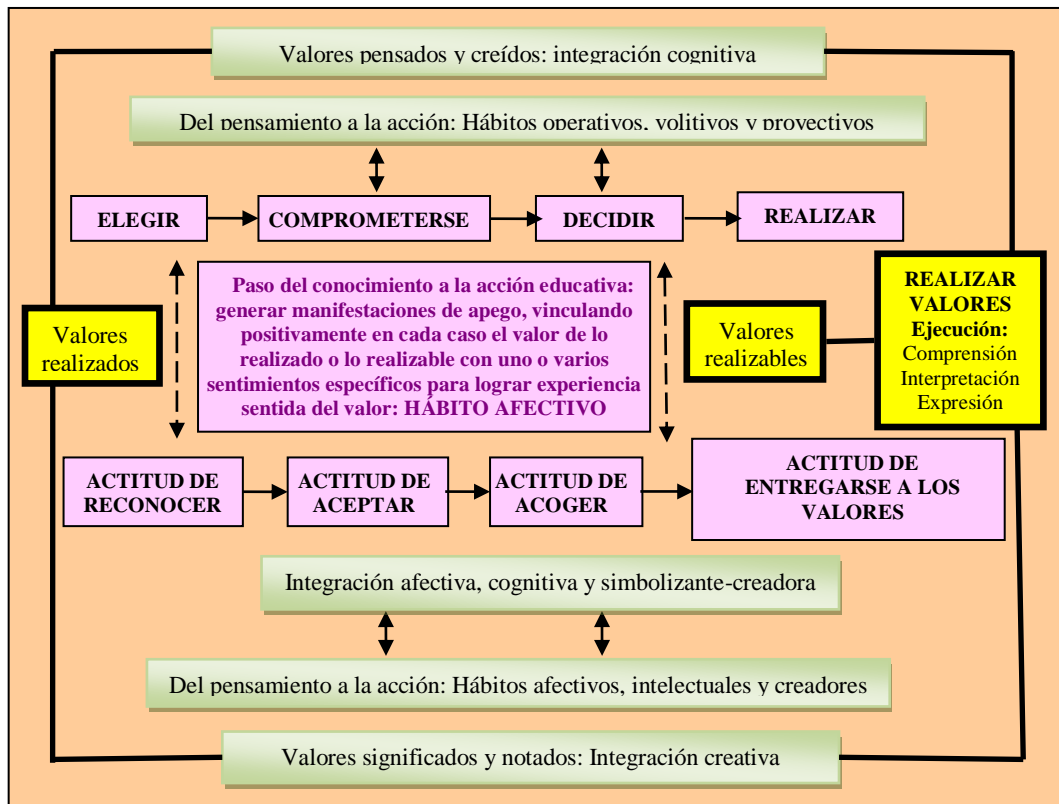 Valores pensados y creídos: integración cognitiva
Del pensamiento a la acción: Hábitos operativos, volitivos y proyectivos
ELEGIR
COMPROMETERSE
DECIDIR
REALIZAR
Paso del conocimiento a la acción educativa:
generar manifestaciones de apego, vinculando
positivamente en cada caso el valor de lo
realizado o lo realizable con uno o varios
sentimientos específicos para lograr experiencia
sentida del valor: HÁBITO AFECTIVO
Valores
realizados
Valores
realizables
REALIZAR
VALORES
Ejecución:
Comprensión
Interpretación
Expresión
ACTITUD DE
RECONOCER
ACTITUD DE
ACEPTAR
ACTITUD DE
ACOGER
ACTITUD DE
ENTREGARSE A LOS
VALORES
Integración afectiva, cognitiva y simbolizante-creadora
Del pensamiento a la acción: Hábitos afectivos, intelectuales y creadores
Valores significados y notados: Integración creativa